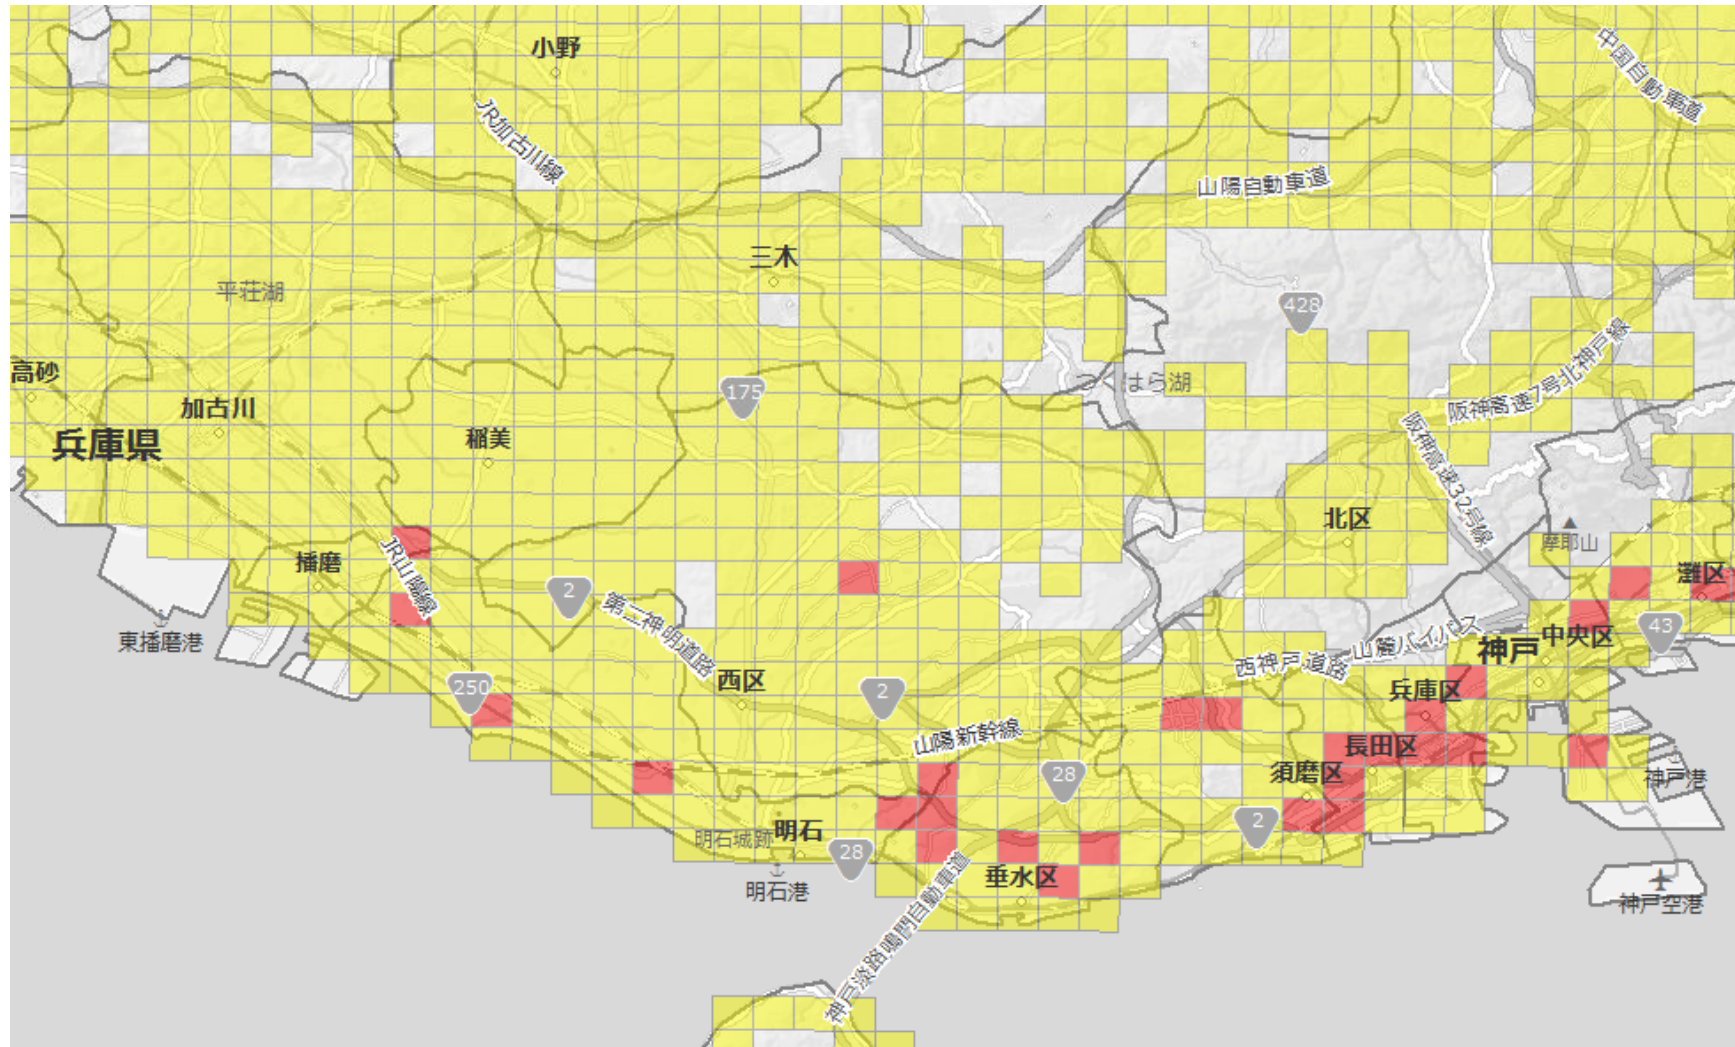 小野
中国自動車道
JR加古川線
山陽自動車道
三木
平荘湖
428
高砂
175
つくはら湖
阪神高速7号北神戸線
加古川
兵庫県
稲美
阪神高速32号線
北区
摩耶山
播磨
JR山陽線
灘区
2
第二神明道路
東播磨港
43
中央区
神戸
山麓バイパス
西神戸道路
西区
250
2
兵庫区
山陽新幹線
長田区
須磨区
28
神戸港
2
明石城跡
明石
28
明石港
垂水区
神戸淡路鳴門自動車道
神戸空港